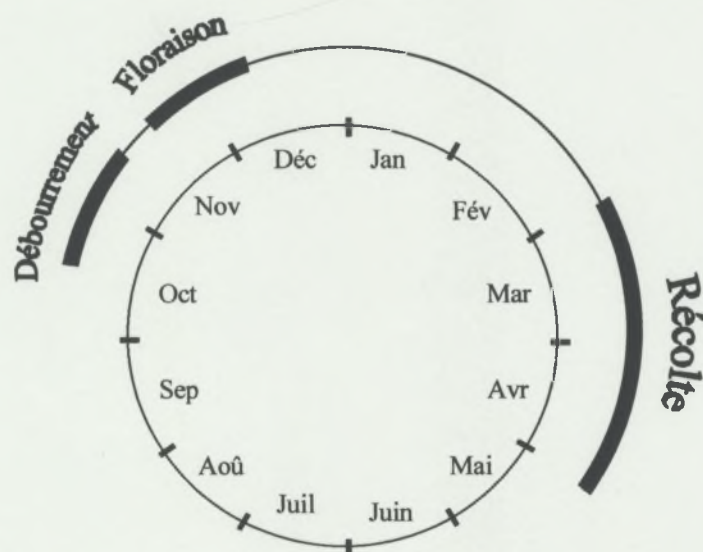 Floraison
Débourrement
Récolte
Déc
Jan
Nov
Fév
Oct
Mar
Sep
Avr
Aoû
Mai
Juil
Juin